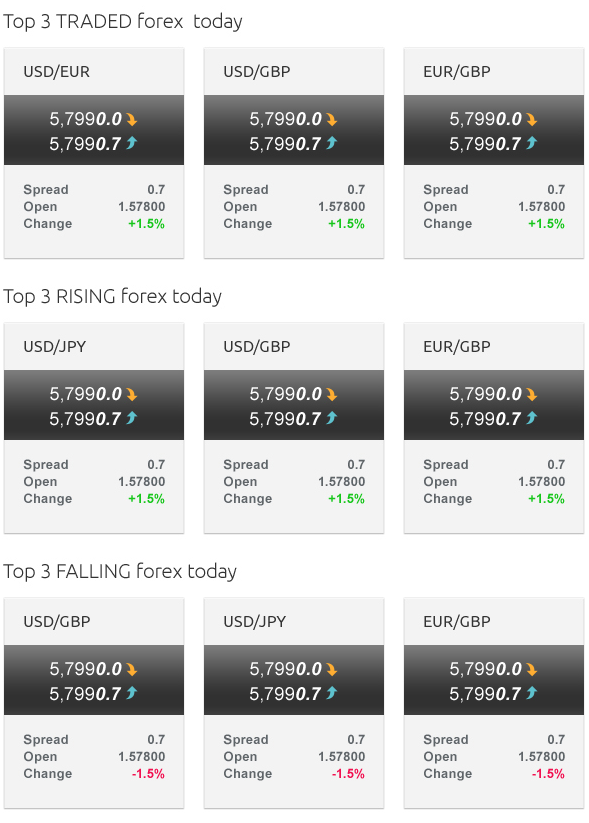 Top 3 TRADED forex today
USD/EUR USD/GBP EUR/GBP
5,7990.0 5,7990.0 5,7990.0
5,7990.7 5,7990.7 5,7990.7
Spread 0.7 Spread 0.7 Spread 0.7
Open 1.57800 Open 1.57800 Open 1.57800
Change +1.5% Change +1.5% Change +1.5%
Top 3 RISING forex today
USD/JPY USD/GBP EUR/GBP
5,7990.0 5,7990.0 5,7990.0
5,7990.7 5,7990.7 5,7990.7
Spread 0.7 Spread 0.7 Spread 0.7
Open 1.57800 Open 1.57800 Open 1.57800
Change +1.5% Change +1.5% Change +1.5%
Top 3 FALLING forex today
USD/GBP USD/JPY EUR/GBP
5,7990.0 5,7990.0 5,7990.0
5,7990.7 5,7990.7 5,7990.7
Spread 0.7 Spread 0.7 Spread 0.7
Open 1.57800 Open 1.57800 Open 1.57800
Change -1.5% Change -1.5% Change -1.5%